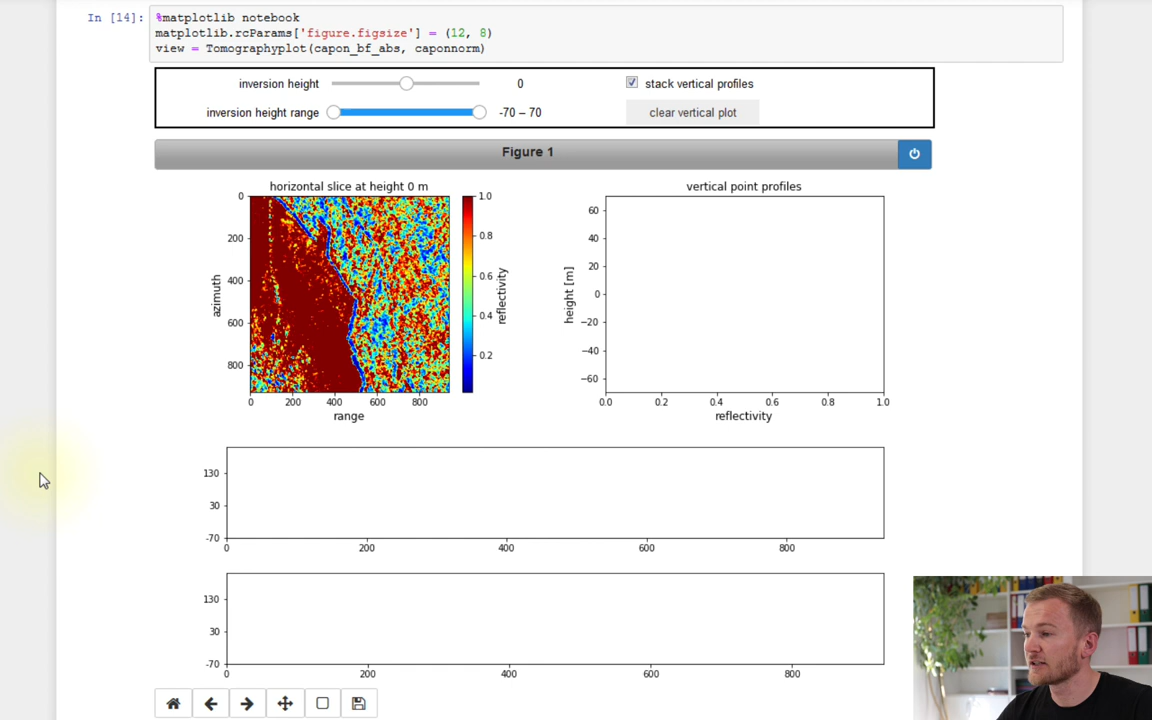 In [14]:
%matplotlib notebook
matplotlib.rcParams['figure.figsize'] = (12, 8)
view = Tomographyplot(capon_bf_abs, caponnorm)
inversion height 0
stack vertical profiles
inversion height range -70 – 70
clear vertical plot
Figure 1
horizontal slice at height 0 m
0
200
400
600
800
azimuth
0 200 400 600 800
range
1.0
0.8
0.6
0.4
0.2
reflectivity
vertical point profiles
60
40
20
0
−20
−40
−60
height [m]
0.0 0.2 0.4 0.6 0.8 1.0
reflectivity
130
30
-70
0 200 400 600 800
130
30
-70
0 200 400 600 800